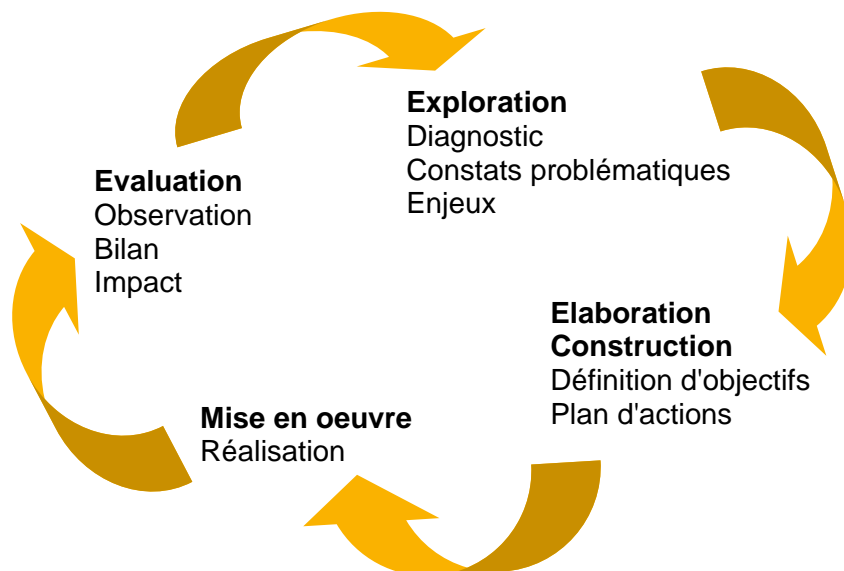 Exploration
Diagnostic
Constats problématiques
Enjeux
Elaboration
Construction
Définition d'objectifs
Plan d'actions
Mise en oeuvre
Réalisation
Evaluation
Observation
Bilan
Impact